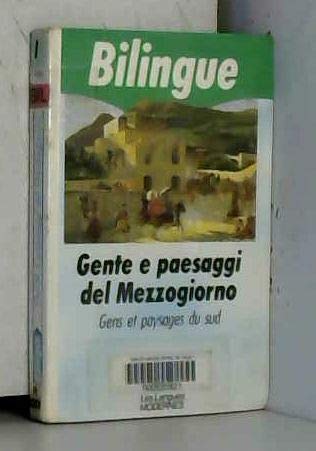 Bilingue
Gente e paesaggi
del Mezzogiorno
Gens et paysages du sud
Les Langues
MODERNES